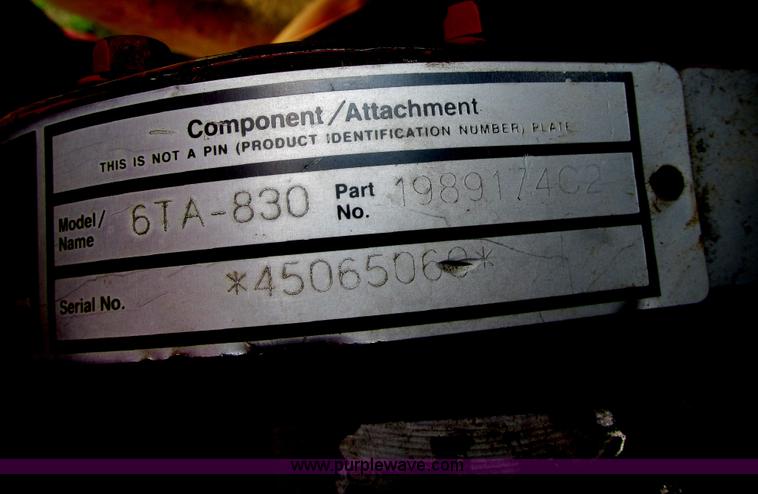 Component/Attachment
THIS IS NOT A PIN (PRODUCT IDENTIFICATION NUMBER) PLATE
Model/Name 6TA-830 Part No. 1989174C2
Serial No.
www.purplewave.com